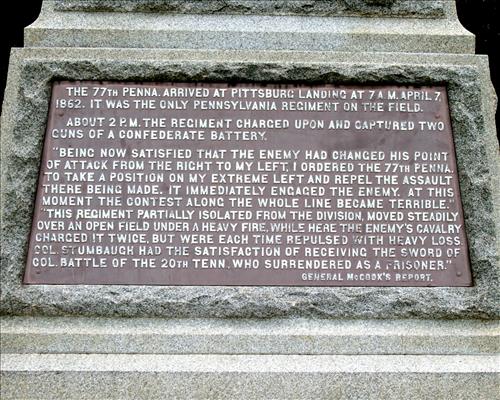 THE 77TH PENNA. ARRIVED AT PITTSBURG LANDING AT 7 A.M. APRIL 7,
1862. IT WAS THE ONLY PENNSYLVANIA REGIMENT ON THE FIELD.
ABOUT 2 P.M. THE REGIMENT CHARGED UPON AND CAPTURED TWO
GUNS OF A CONFEDERATE BATTERY.
"BEING NOW SATISFIED THAT THE ENEMY HAD CHANGED HIS POINT
OF ATTACK FROM THE RIGHT TO MY LEFT, I ORDERED THE 77TH PENNA.
TO TAKE A POSITION ON MY EXTREME LEFT AND REPEL THE ASSAULT
THERE BEING MADE. IT IMMEDIATELY ENGAGED THE ENEMY. AT THIS
MOMENT THE CONTEST ALONG THE WHOLE LINE BECAME TERRIBLE."
"THIS REGIMENT PARTIALLY ISOLATED FROM THE DIVISION, MOVED STEADILY
OVER AN OPEN FIELD UNDER A HEAVY FIRE, WHILE HERE THE ENEMY'S CAVALRY
CHARGED IT TWICE, BUT WERE EACH TIME REPULSED WITH HEAVY LOSS
COL. STUMBAUGH HAD THE SATISFACTION OF RECEIVING THE SWORD OF
COL. BATTLE OF THE 20TH TENN. WHO SURRENDERED AS A PRISONER."
GENERAL McCOOK'S REPORT.